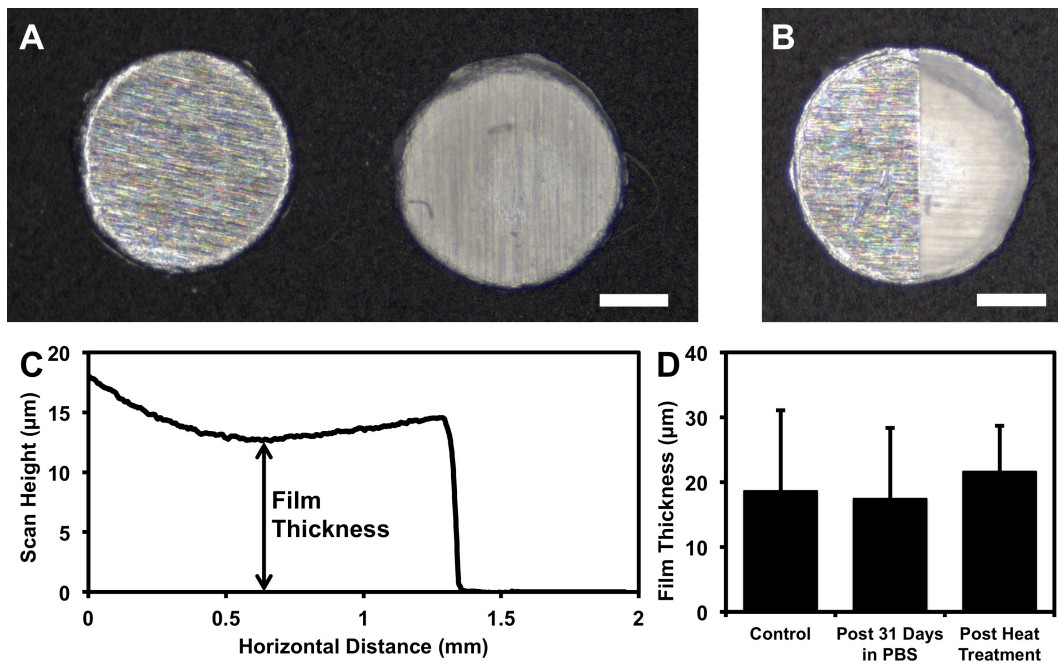 A
B
C
20
15
10
5
0
Scan Height (µm)
Film
Thickness
0
0.5
1
1.5
2
Horizontal Distance (mm)
D
40
30
20
10
0
Film Thickness (µm)
Control
Post 31 Days
in PBS
Post Heat
Treatment